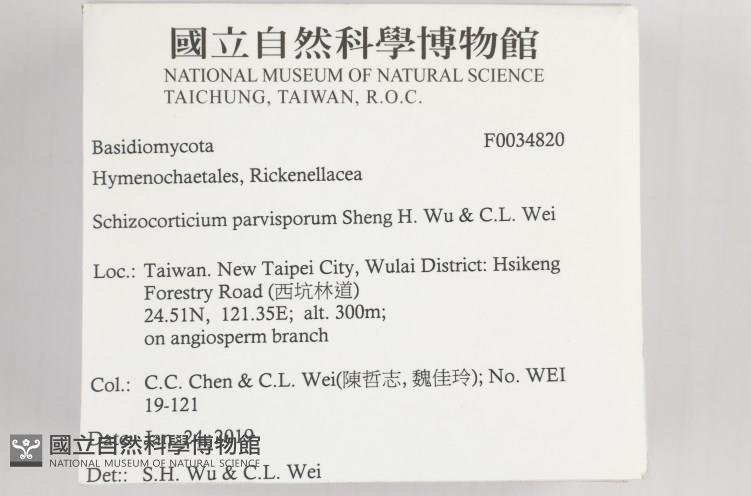 國立自然科學博物館
NATIONAL MUSEUM OF NATURAL SCIENCE
TAICHUNG, TAIWAN, R.O.C.
Basidiomycota F0034820
Hymenochaetales, Rickenellacea
Schizocorticium parvisporum Sheng H. Wu & C.L. Wei
Loc.: Taiwan. New Taipei City, Wulai District: Hsikeng
Forestry Road (西坑林道)
24.51N, 121.35E; alt. 300m;
on angiosperm branch
Col.: C.C. Chen & C.L. Wei(陳哲志, 魏佳玲); No. WEI
19-121
Date: Jan. 24, 2019
國立自然科學博物館
NATIONAL MUSEUM OF NATURAL SCIENCE
Det:: S.H. Wu & C.L. Wei